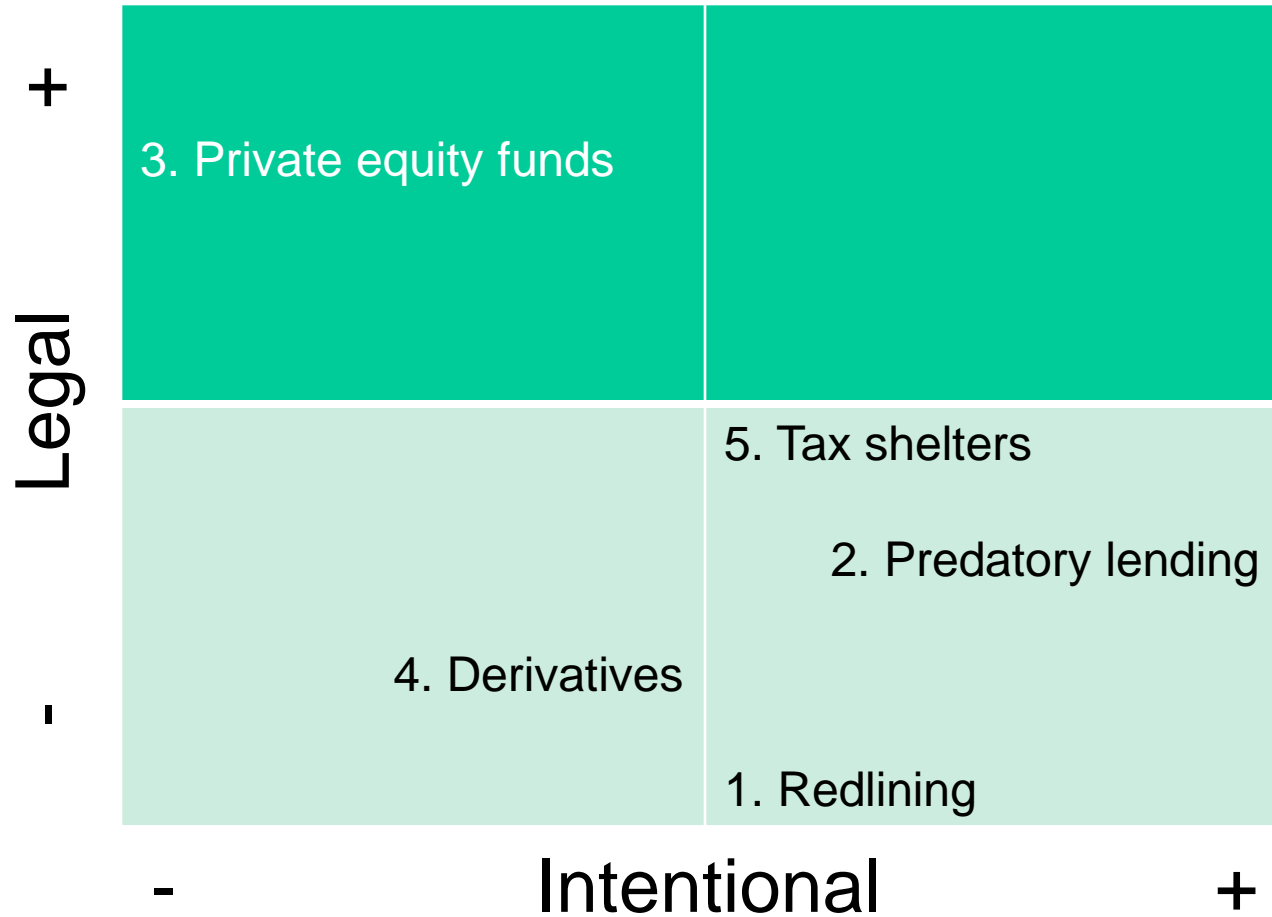 +
3. Private equity funds
Legal
5. Tax shelters
2. Predatory lending
4. Derivatives
-
1. Redlining
- Intentional +